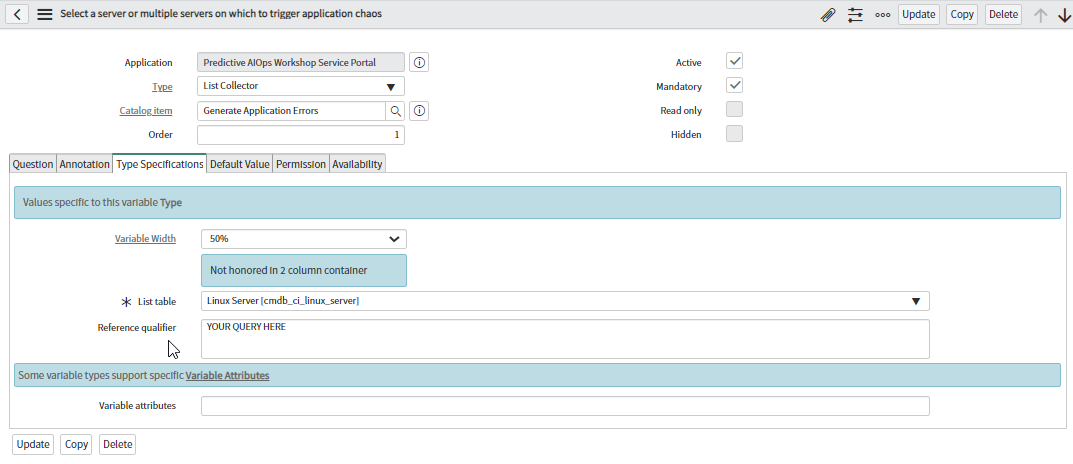 Select a server or multiple servers on which to trigger application chaos
Update
Copy
Delete
Application
Predictive AIOps Workshop Service Portal
Active
Type
List Collector
Mandatory
Catalog item
Generate Application Errors
Read only
Order
1
Hidden
Question
Annotation
Type Specifications
Default Value
Permission
Availability
Values specific to this variable Type
Variable Width
50%
Not honored in 2 column container
List table
Linux Server [cmdb_ci_linux_server]
Reference qualifier
YOUR QUERY HERE
Some variable types support specific Variable Attributes
Variable attributes
Update
Copy
Delete